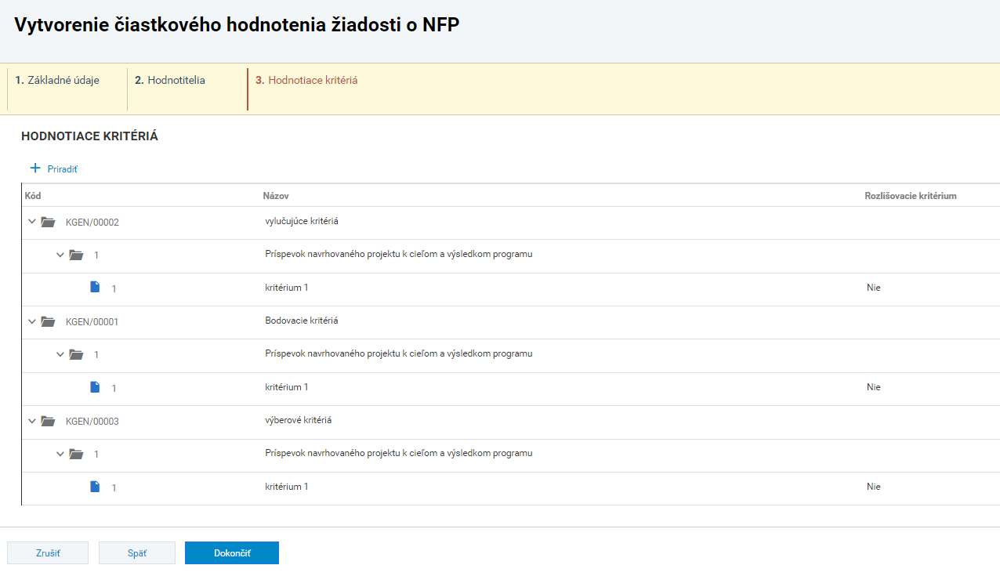 Vytvorenie čiastkového hodnotenia žiadosti o NFP
1. Základné údaje 2. Hodnotitelia 3. Hodnotiace kritériá
HODNOTIACE KRITÉRIÁ
+ Priradiť
Kód Názov Rozlišovacie kritérium
KGEN/00002 vylučujúce kritériá
1 Príspevok navrhovaného projektu k cieľom a výsledkom programu
1 kritérium 1 Nie
KGEN/00001 Bodovacie kritériá
1 Príspevok navrhovaného projektu k cieľom a výsledkom programu
1 kritérium 1 Nie
KGEN/00003 výberové kritériá
1 Príspevok navrhovaného projektu k cieľom a výsledkom programu
1 kritérium 1 Nie
Zrušiť Späť Dokončiť